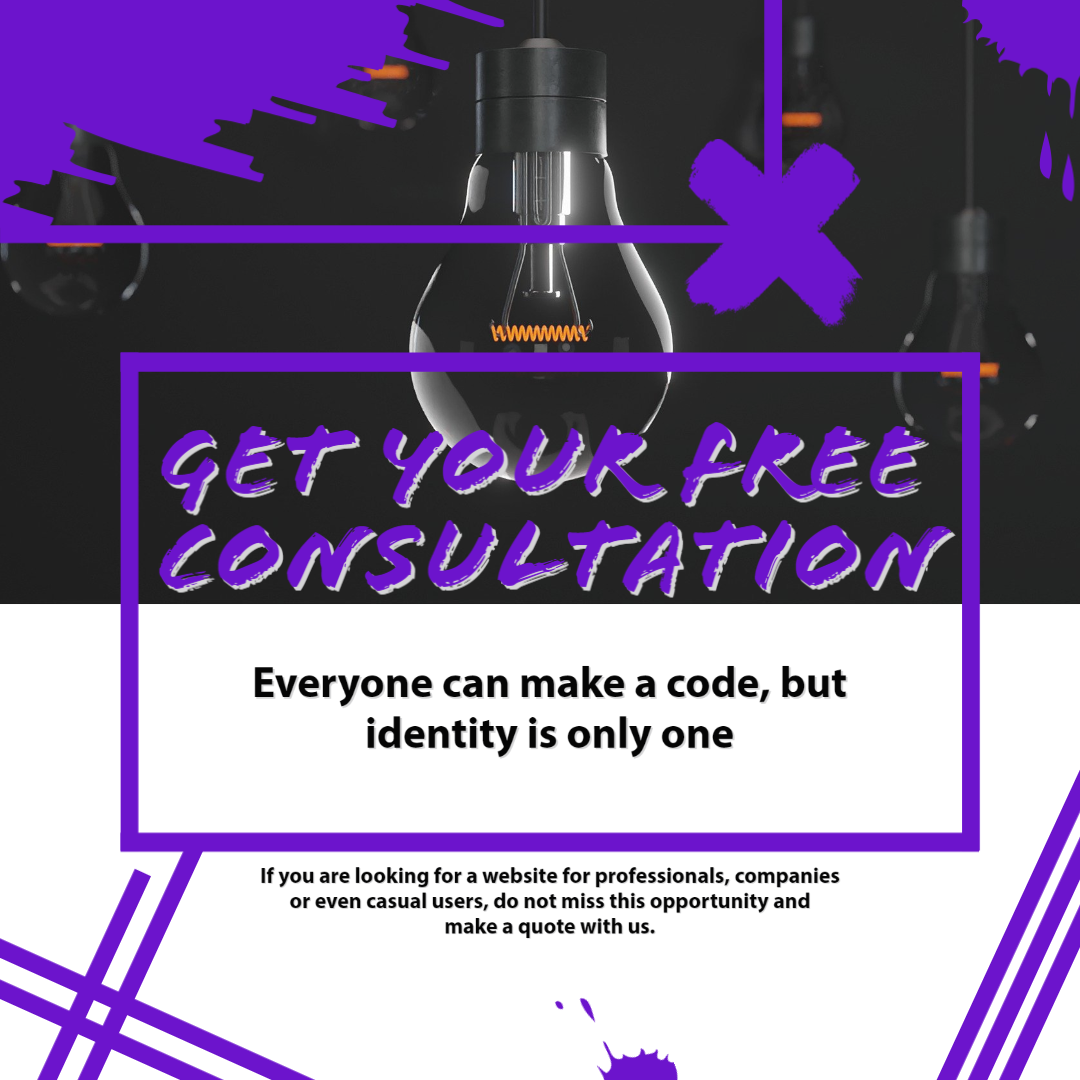 GET YOUR FREE
CONSULTATION
Everyone can make a code, but
identity is only one
If you are looking for a website for professionals, companies
or even casual users, do not miss this opportunity and
make a quote with us.